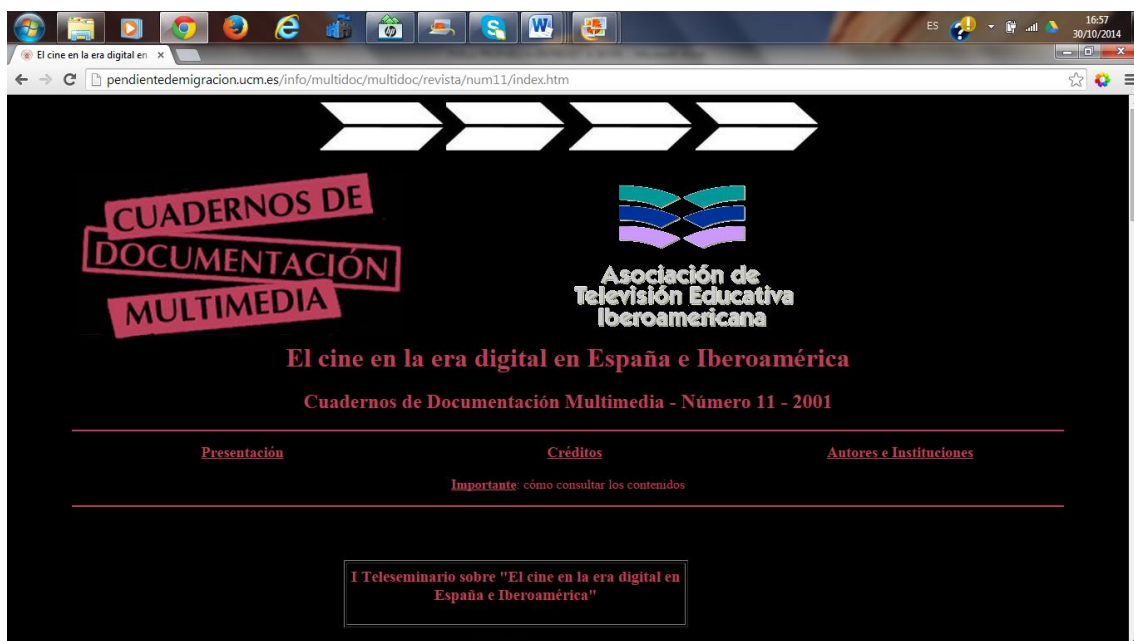 ES
16:57
30/10/2014
El cine en la era digital en
pendientedemigracion.ucm.es/info/multidoc/multidoc/revista/num11/index.htm
CUADERNOS DE
DOCUMENTACIÓN
MULTIMEDIA
Asociación de
Televisión Educativa
Iberoamericana
El cine en la era digital en España e Iberoamérica
Cuadernos de Documentación Multimedia - Número 11 - 2001
Presentación Créditos Autores e Instituciones
Importante: cómo consultar los contenidos
I Teleseminario sobre "El cine en la era digital en
España e Iberoamérica"